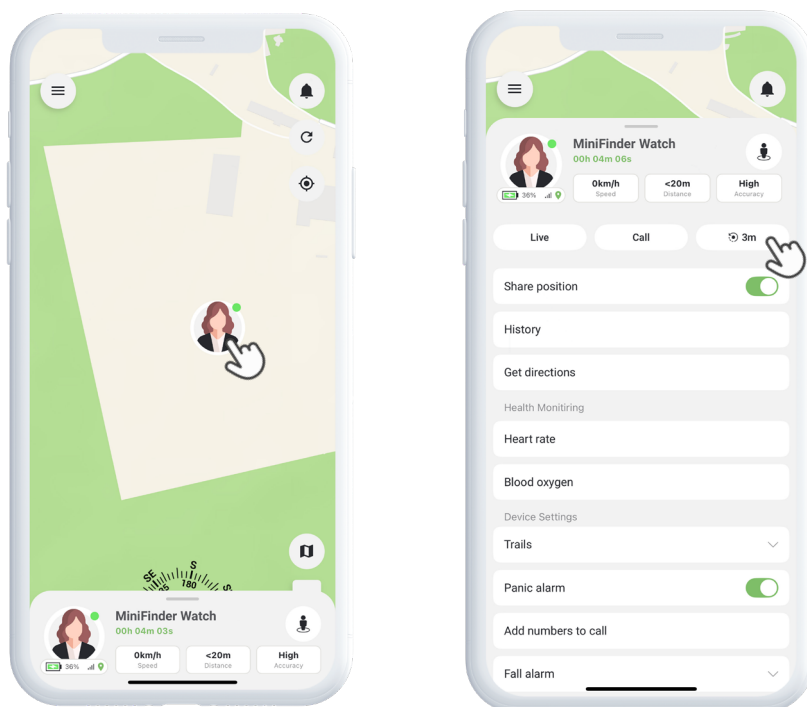 SE
S
180
MiniFinder Watch
00h 04m 03s
36%
0km/h
Speed
<20m
Distance
High
Accuracy
MiniFinder Watch
00h 04m 06s
36%
0km/h
Speed
<20m
Distance
High
Accuracy
Live
Call
3m
Share position
History
Get directions
Health Monitiring
Heart rate
Blood oxygen
Device Settings
Trails
Panic alarm
Add numbers to call
Fall alarm